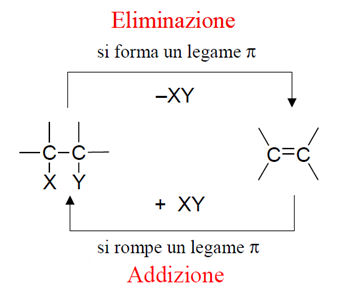 Eliminazione
si forma un legame π
–XY
C–C
X Y
C=C
+ XY
si rompe un legame π
Addizione